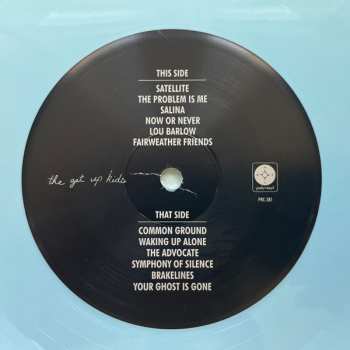 THIS SIDE
SATELLITE
THE PROBLEM IS ME
SALINA
NOW OR NEVER
LOU BARLOW
FAIRWEATHER FRIENDS
the get up kids
polyvinyl
PRC-381
THAT SIDE
COMMON GROUND
WAKING UP ALONE
THE ADVOCATE
SYMPHONY OF SILENCE
BRAKELINES
YOUR GHOST IS GONE